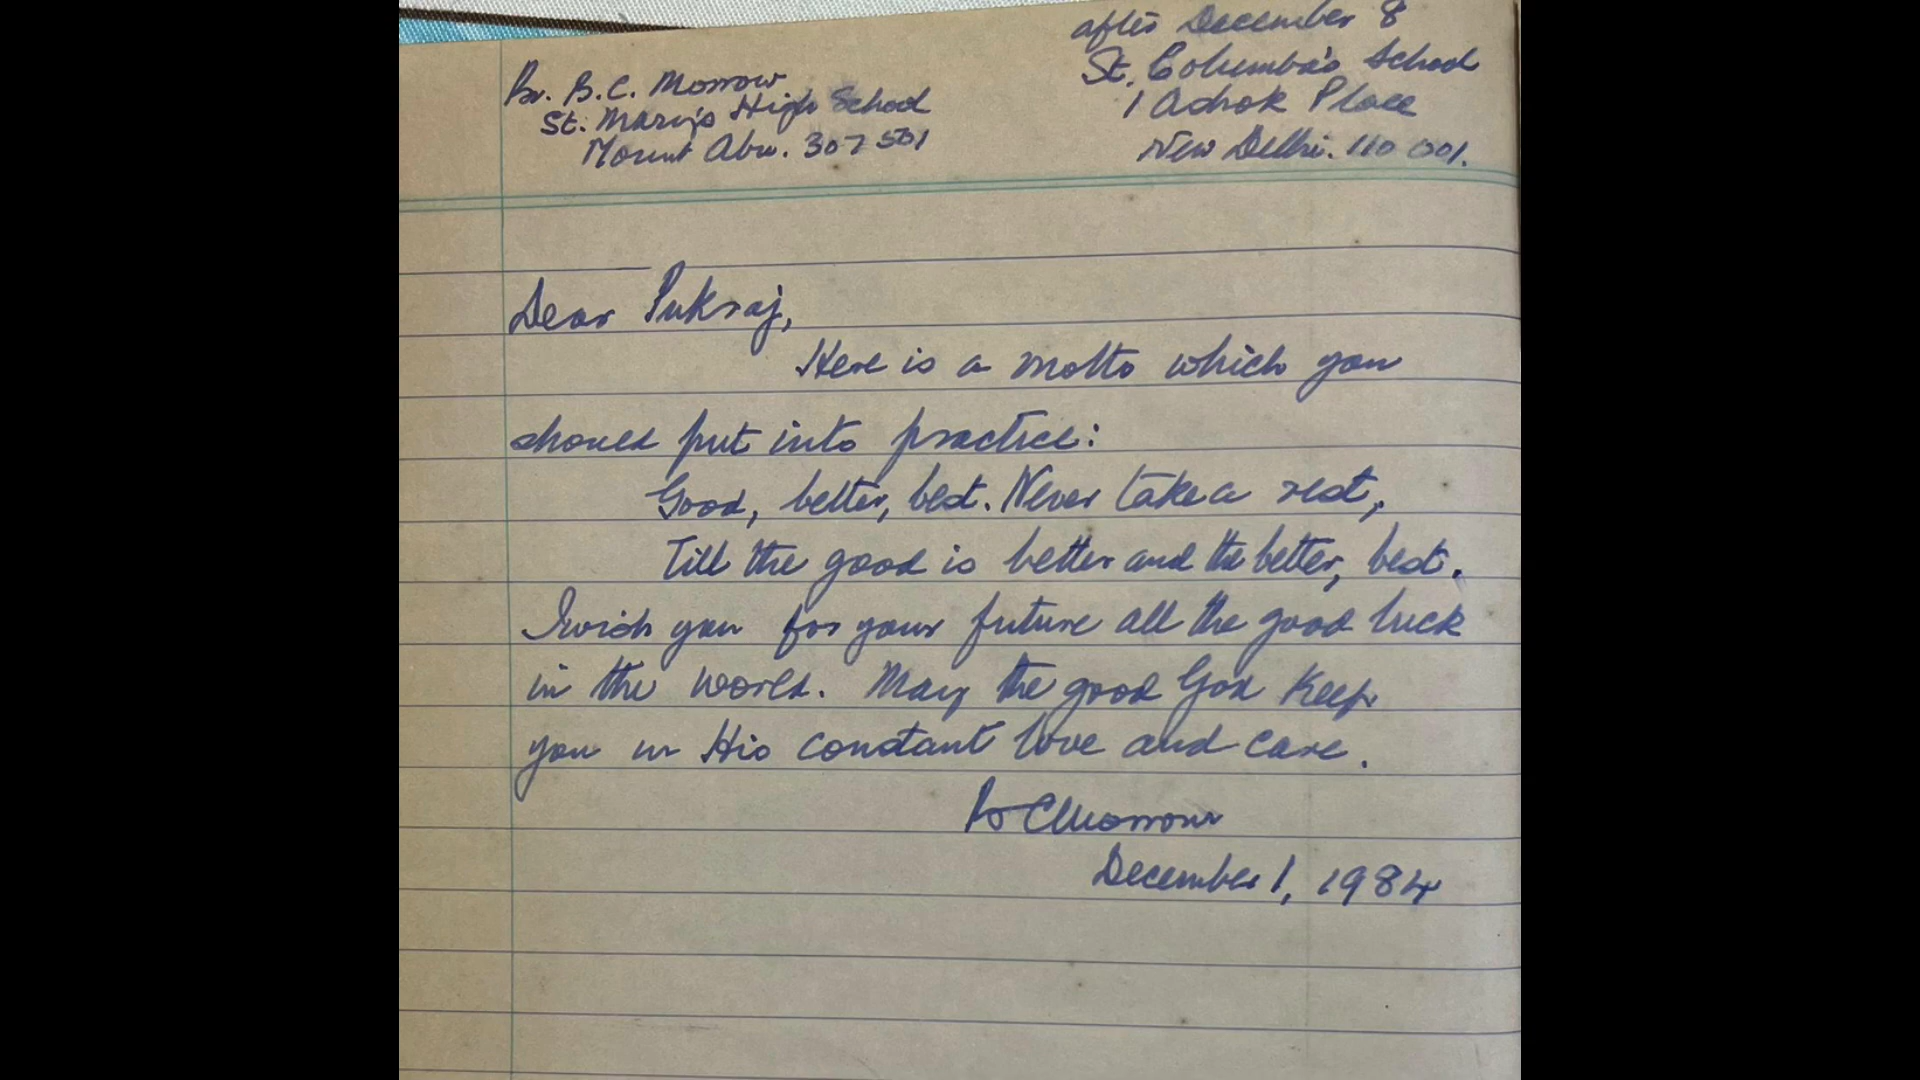 Br. B.C. Morrow
St. Mary's High School
Mount Abu. 307 501
after December 8
St. Columba's School
1 Ashok Place
New Delhi. 110 001.
Dear Pukraj,
Here is a motto which you
should put into practice:
Good, better, best. Never take a rest,
Till the good is better and the better, best.
I wish you for your future all the good luck
in the world. May the good God keep
you in His constant love and care.
BCMorrow
December 1, 1984